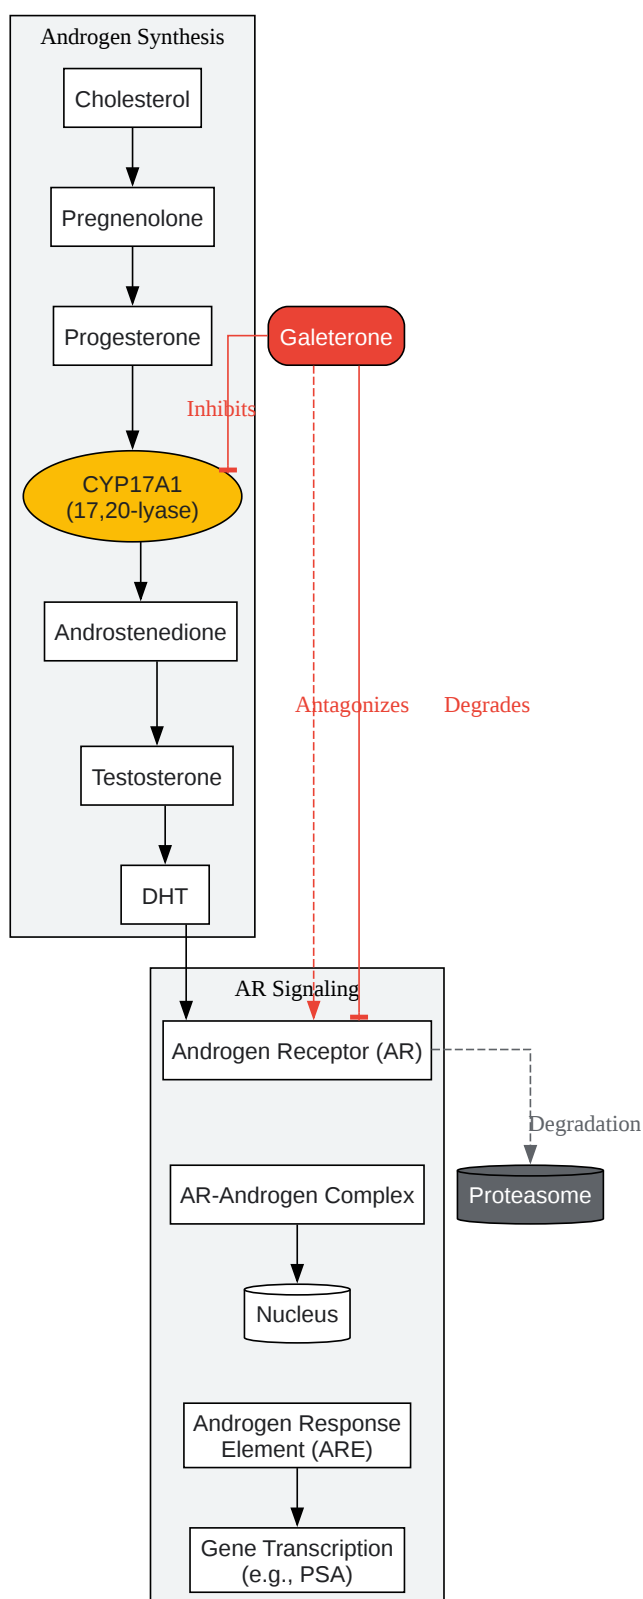 Androgen Synthesis
Cholesterol
Pregnenolone
Progesterone
Galeterone
Inhibits
CYP17A1
(17,20-lyase)
Androstenedione
Antagonizes
Degrades
Testosterone
DHT
AR Signaling
Androgen Receptor (AR)
Degradation
AR-Androgen Complex
Proteasome
Nucleus
Androgen Response
Element (ARE)
Gene Transcription
(e.g., PSA)